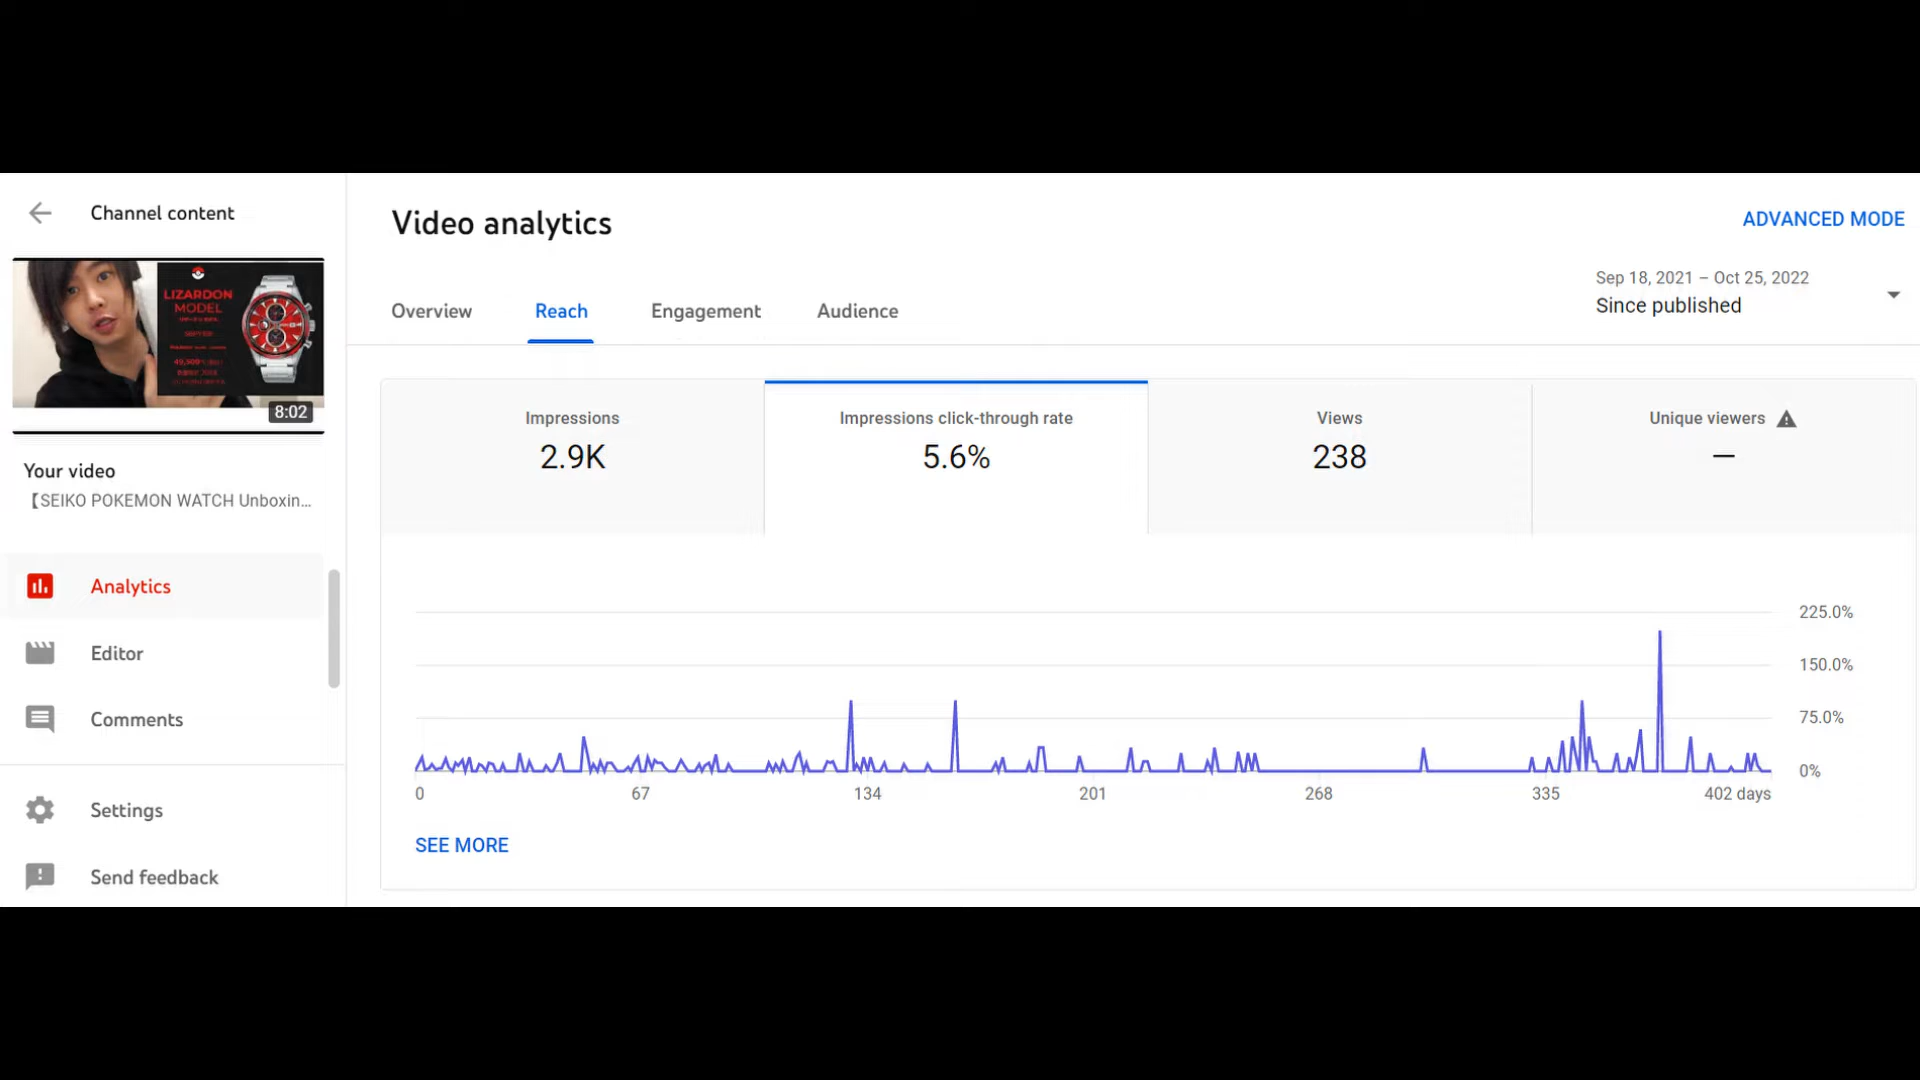 Channel content
LIZARDON
MODEL
8:02
Your video
【SEIKO POKEMON WATCH Unboxin...
Analytics
Editor
Comments
Settings
Send feedback
Video analytics
ADVANCED MODE
Overview
Reach
Engagement
Audience
Sep 18, 2021 – Oct 25, 2022
Since published
Impressions
2.9K
Impressions click-through rate
5.6%
Views
238
Unique viewers
—
225.0%
150.0%
75.0%
0%
0 67 134 201 268 335 402 days
SEE MORE